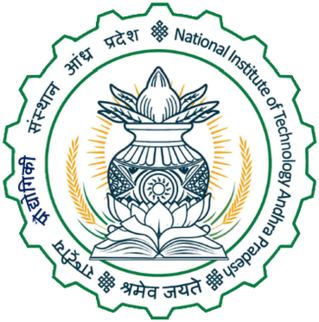 राष्ट्रीय प्रौद्योगिकी संस्थान आंध्र प्रदेश
National Institute of Technology Andhra Pradesh
श्रमेव जयते